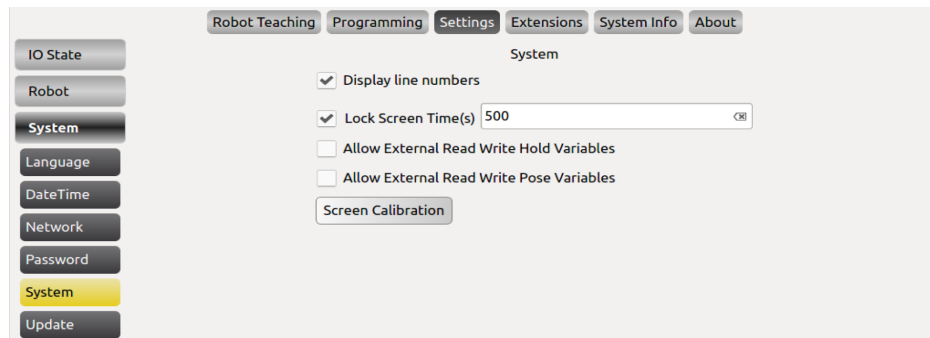 Robot Teaching Programming Settings Extensions System Info About
IO State
Robot
System
Language
DateTime
Network
Password
System
Update
System
Display line numbers
Lock Screen Time(s) 500
Allow External Read Write Hold Variables
Allow External Read Write Pose Variables
Screen Calibration